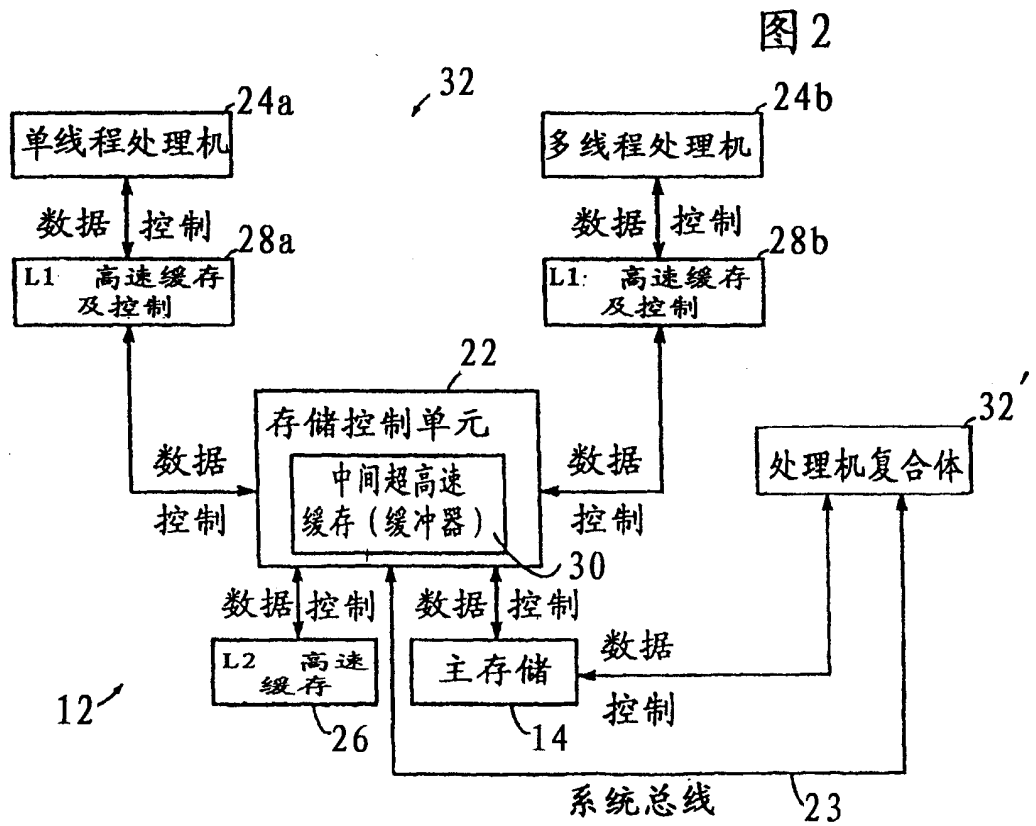 图2
32
24a
24b
单线程处理机
多线程处理机
数据 控制
数据 控制
28a
28b
L1 高速缓存
及控制
L1: 高速缓存
及控制
22
32'
存储控制单元
处理机复合体
数据
控制
中间超高速
缓存(缓冲器)
数据
控制
30
数据 控制
数据 控制
L2 高速
缓存
主存储
数据
控制
12
26
14
系统总线
23